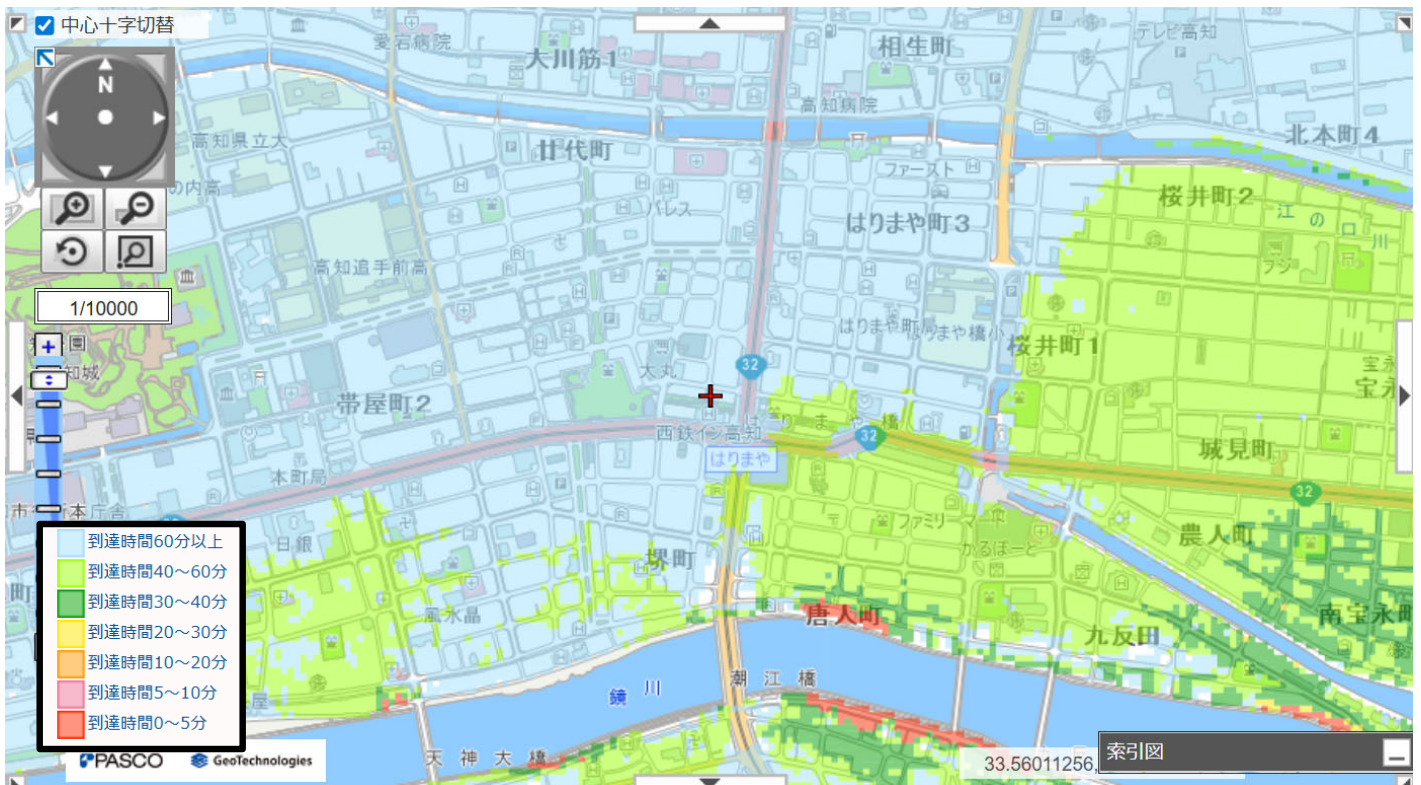 中心十字切替
N
愛宕病院
大川筋1
相生町
テレビ高知
高知病院
高知県立大
廿代町
北本町4
の内高
ファースト
桜井町2
パレス
はりまや町3
江の口川
高知追手前高
フジ
1/10000
はりまや町
はりまや橋小
桜井町1
32
大丸
帯屋町2
はりまや橋
32
西鉄イン高知
はりまや
城見町
本町局
32
ファミリーマート
農人町
日銀
堺町
かるぽーと
到達時間60分以上
到達時間40～60分
到達時間30～40分
到達時間20～30分
到達時間10～20分
到達時間5～10分
到達時間0～5分
風水晶
唐人町
南宝永町
九反田
鏡川
潮江橋
天神大橋
PASCO
GeoTechnologies
33.56011256,
索引図